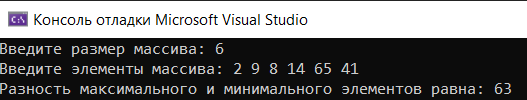 Консоль отладки Microsoft Visual Studio
Введите размер массива: 6
Введите элементы массива: 2 9 8 14 65 41
Разность максимального и минимального элементов равна: 63